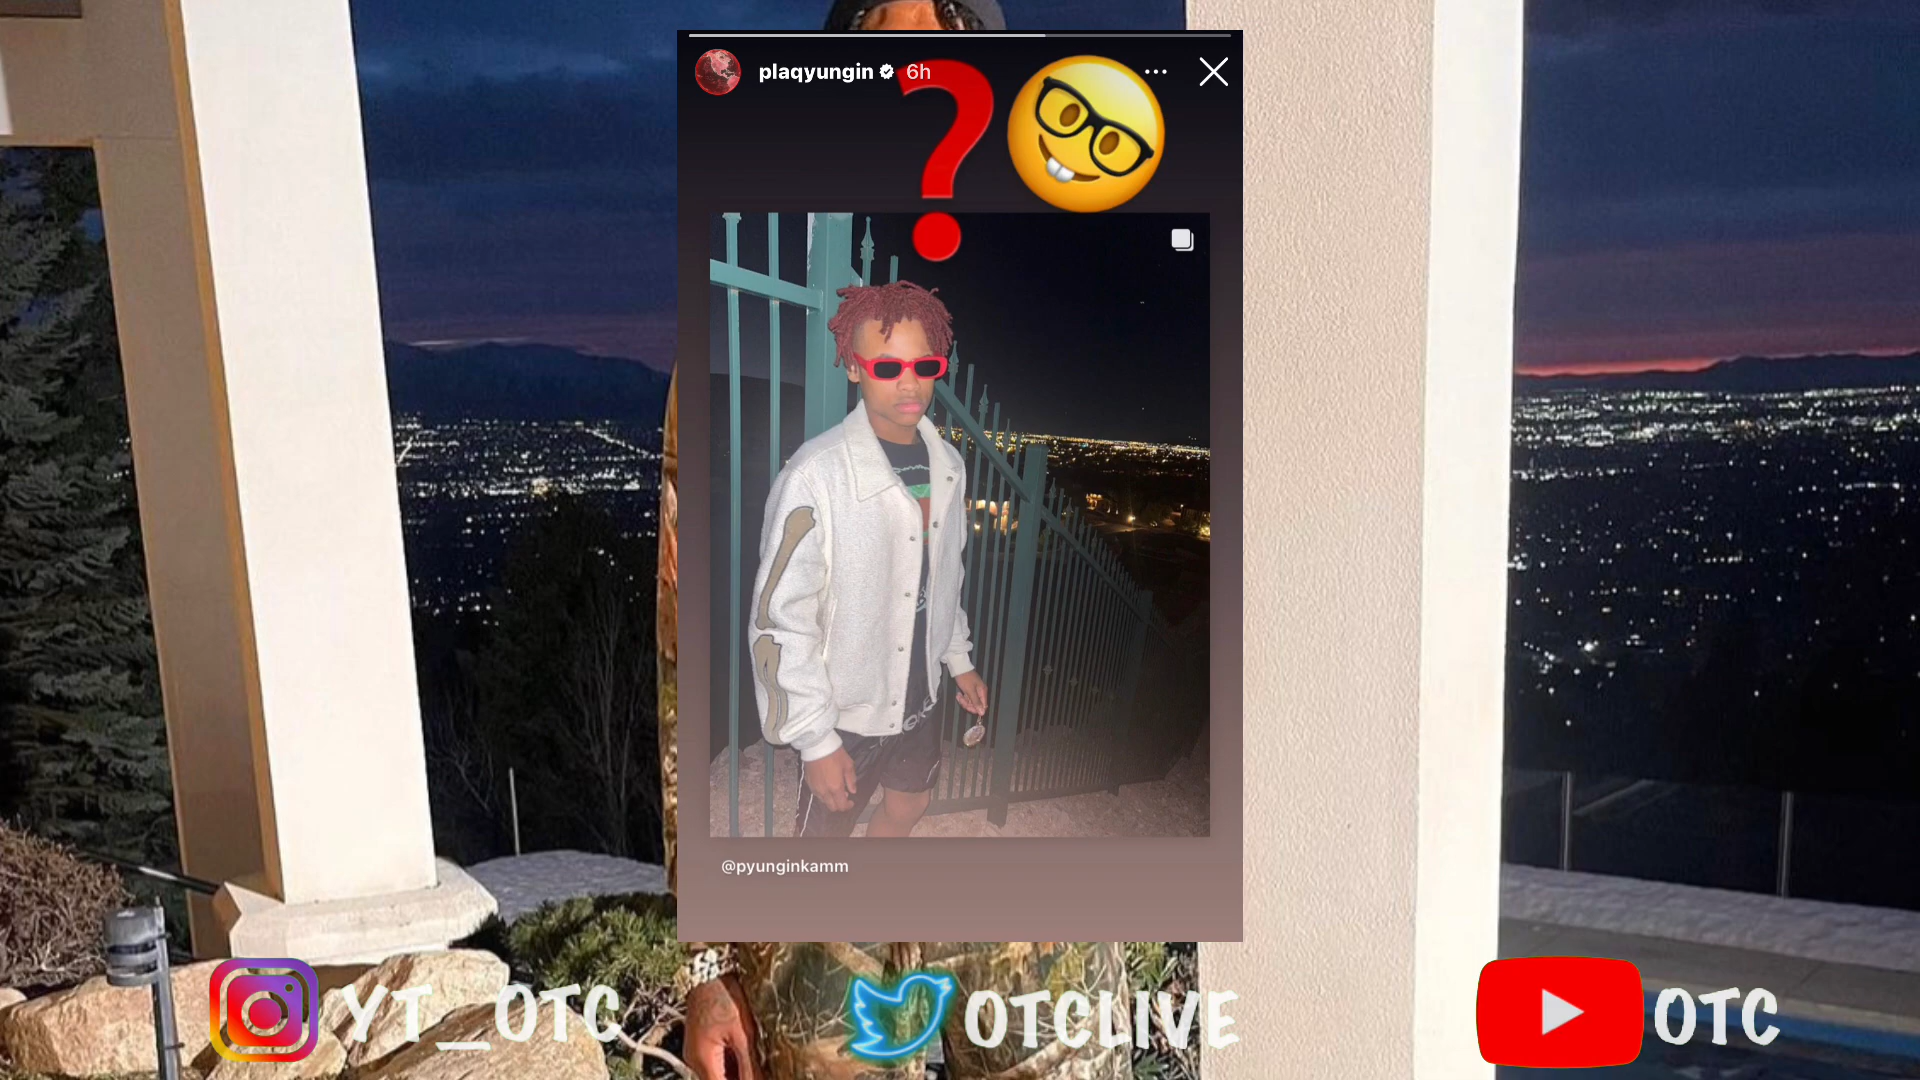 plaqyungin 6h
@pyunginkamm
YT_OTC
OTCLIVE
OTC